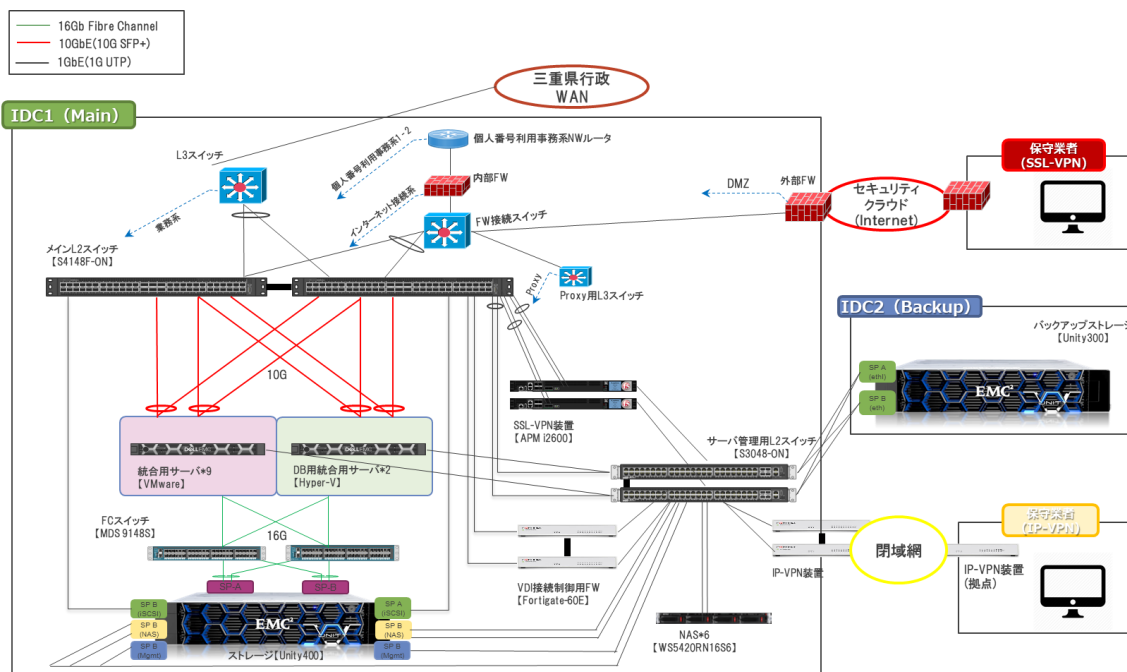 16Gb Fibre Channel
10GbE(10G SFP+)
1GbE(1G UTP)
三重県行政
WAN
IDC1（Main）
L3スイッチ
個人番号利用事務系1-2
個人番号利用事務系NWルータ
内部FW
インターネット接続系
FW接続スイッチ
業務系
DMZ
外部FW
セキュリティ
クラウド
(Internet)
保守業者
(SSL-VPN)
メインL2スイッチ
【S4148F-ON】
Proxy
Proxy用L3スイッチ
IDC2（Backup）
バックアップストレージ
【Unity300】
SP A
(eth)
SP B
(eth)
EMC²
UNIT
10G
SSL-VPN装置
【APM i2600】
サーバ管理用L2スイッチ
【S3048-ON】
DELLEMC
DELLEMC
統合用サーバ*9
【VMware】
DB用統合用サーバ*2
【Hyper-V】
FCスイッチ
【MDS 9148S】
16G
SP-A
SP-B
VDI接続制御用FW
【Fortigate-60E】
IP-VPN装置
閉域網
保守業者
(IP-VPN)
IP-VPN装置
(拠点)
SP B
(iSCSI)
SP B
(NAS)
SP B
(Mgmt)
EMC²
UNIT
SP A
(iSCSI)
SP B
(NAS)
SP B
(Mgmt)
ストレージ【Unity400】
NAS*6
【WS5420RN16S6】